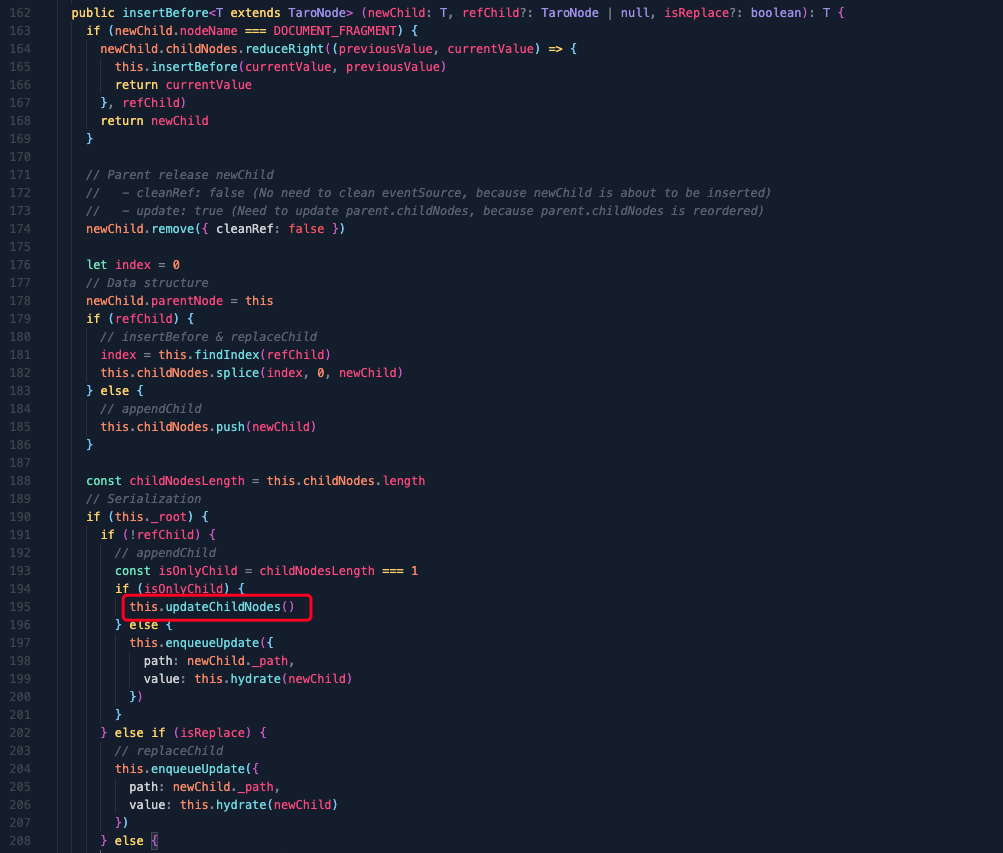 162 public insertBefore<T extends TaroNode> (newChild: T, refChild?: TaroNode | null, isReplace?: boolean): T {
163 if (newChild.nodeName === DOCUMENT_FRAGMENT) {
164 newChild.childNodes.reduceRight((previousValue, currentValue) => {
165 this.insertBefore(currentValue, previousValue)
166 return currentValue
167 }, refChild)
168 return newChild
169 }
170
171 // Parent release newChild
172 //   - cleanRef: false (No need to clean eventSource, because newChild is about to be inserted)
173 //   - update: true (Need to update parent.childNodes, because parent.childNodes is reordered)
174 newChild.remove({ cleanRef: false })
175
176 let index = 0
177 // Data structure
178 newChild.parentNode = this
179 if (refChild) {
180 // insertBefore & replaceChild
181 index = this.findIndex(refChild)
182 this.childNodes.splice(index, 0, newChild)
183 } else {
184 // appendChild
185 this.childNodes.push(newChild)
186 }
187
188 const childNodesLength = this.childNodes.length
189 // Serialization
190 if (this._root) {
191 if (!refChild) {
192 // appendChild
193 const isOnlyChild = childNodesLength === 1
194 if (isOnlyChild) {
195 this.updateChildNodes()
196 } else {
197 this.enqueueUpdate({
198 path: newChild._path,
199 value: this.hydrate(newChild)
200 })
201 }
202 } else if (isReplace) {
203 // replaceChild
204 this.enqueueUpdate({
205 path: newChild._path,
206 value: this.hydrate(newChild)
207 })
208 } else {